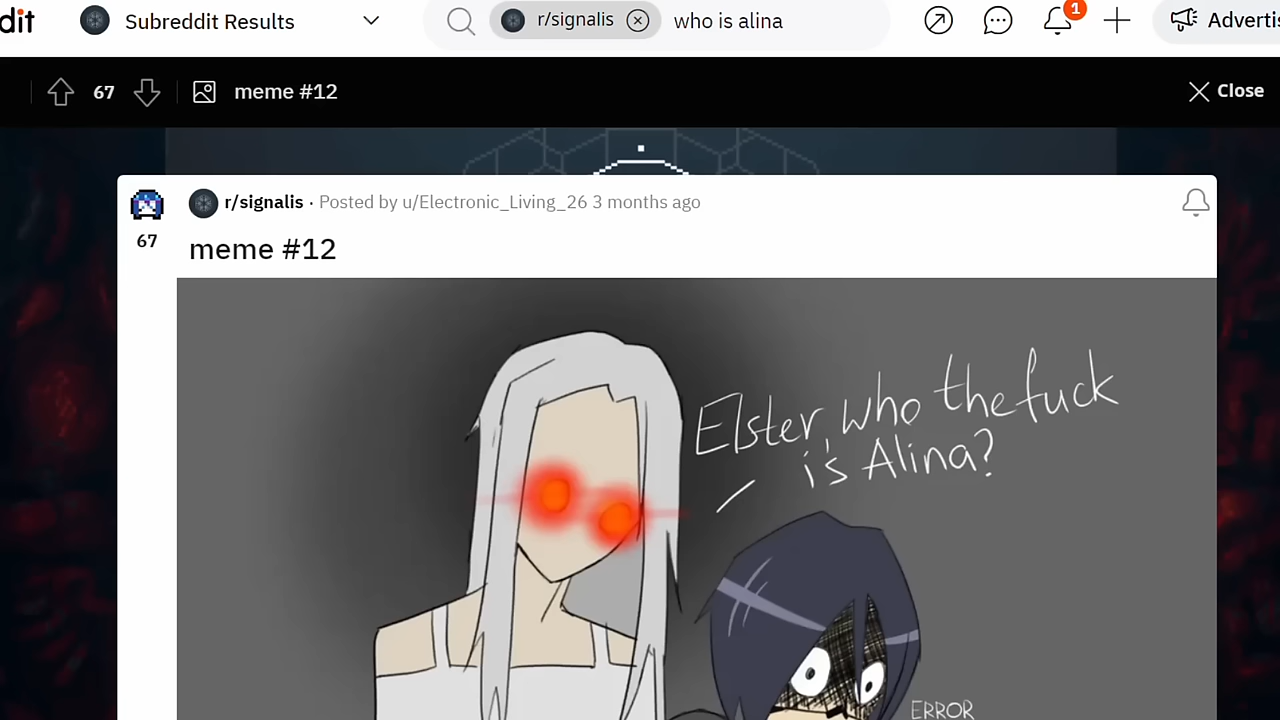 dit
Subreddit Results
r/signalis
who is alina
1
Adverti
67
meme #12
Close
r/signalis · Posted by u/Electronic_Living_26 3 months ago
67
meme #12
Elster, who the fuck
is Alina?
ERROR